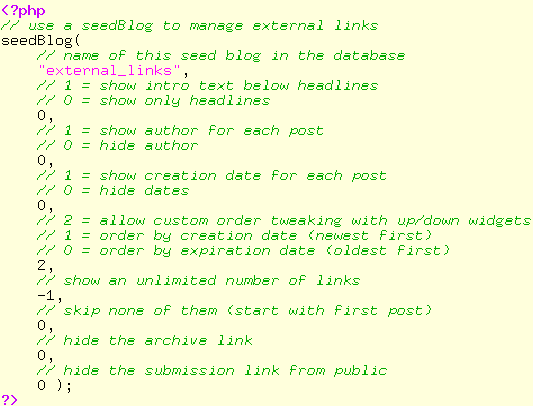 <?php
// use a seedBlog to manage external links
seedBlog(
// name of this seed blog in the database
"external_links",
// 1 = show intro text below headlines
// 0 = show only headlines
0,
// 1 = show author for each post
// 0 = hide author
0,
// 1 = show creation date for each post
// 0 = hide dates
0,
// 2 = allow custom order tweaking with up/down widgets
// 1 = order by creation date (newest first)
// 0 = order by expiration date (oldest first)
2,
// show an unlimited number of links
-1,
// skip none of them (start with first post)
0,
// hide the archive link
0,
// hide the submission link from public
0 );
?>